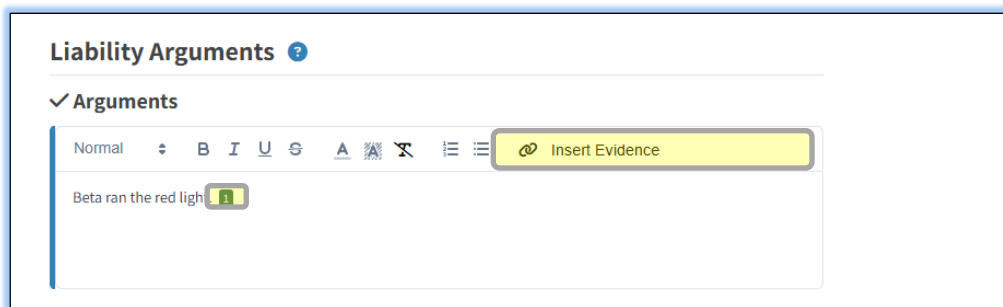 Liability Arguments ?
Arguments
Normal B I U S A A T Insert Evidence
Beta ran the red light. 1